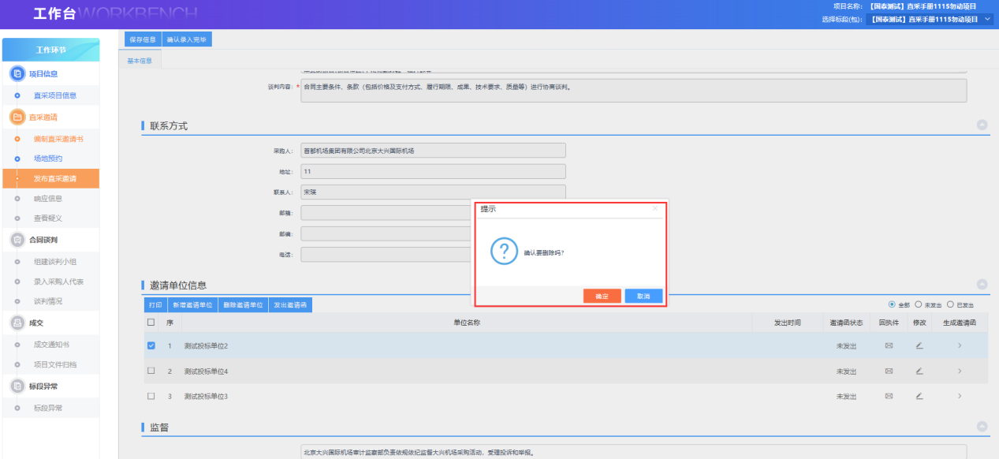 工作台WORKBENCH
项目名称： 【国泰测试】直采手册1115勿动项目
选择标段(包)： 【国泰测试】直采手册1115勿动项目
工作环节
项目信息
直采项目信息
直采邀请
编制直采邀请书
场地预约
发布直采邀请
响应信息
查看疑义
合同谈判
组建谈判小组
录入采购人代表
谈判情况
成交
成交通知书
项目文件归档
标段异常
标段异常
保存信息 确认录入完毕
基本信息
谈判内容： * 合同主要条件、条款（包括价格及支付方式、履行期限、成果、技术要求、质量等）进行协商谈判。
联系方式
采购人： 首都机场集团有限公司北京大兴国际机场
地址： 11
联系人： 宋瑶
邮箱：
邮编：
电话：
提示
确认要删除吗?
确定 取消
邀请单位信息
打印 新增邀请单位 删除邀请单位 发出邀请函
全部 未发出 已发出
序 单位名称 发出时间 邀请函状态 回执件 修改 生成邀请函
1 测试投标单位2 未发出
2 测试投标单位4 未发出
3 测试投标单位3 未发出
监督
北京大兴国际机场审计监察部负责依规依纪监督大兴机场采购活动，受理投诉和举报。